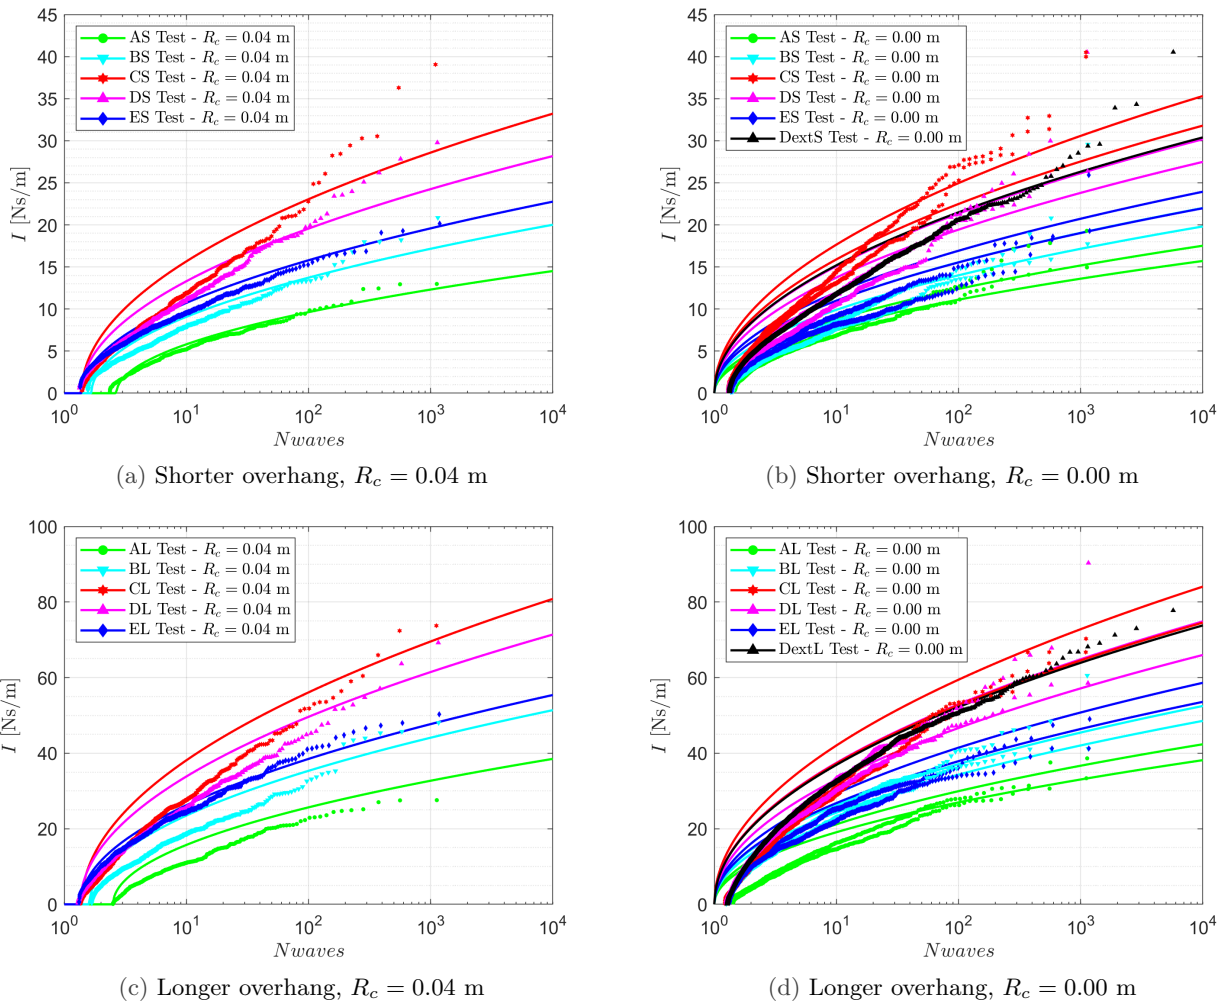 45
40
35
30
25
20
15
10
5
0
I [Ns/m]
AS Test - R_c = 0.04 m
BS Test - R_c = 0.04 m
CS Test - R_c = 0.04 m
DS Test - R_c = 0.04 m
ES Test - R_c = 0.04 m
10^0 10^1 10^2 10^3 10^4
Nwaves
(a) Shorter overhang, R_c = 0.04 m
45
40
35
30
25
20
15
10
5
0
I [Ns/m]
AS Test - R_c = 0.00 m
BS Test - R_c = 0.00 m
CS Test - R_c = 0.00 m
DS Test - R_c = 0.00 m
ES Test - R_c = 0.00 m
DextS Test - R_c = 0.00 m
10^0 10^1 10^2 10^3 10^4
Nwaves
(b) Shorter overhang, R_c = 0.00 m
100
80
60
40
20
0
I [Ns/m]
AL Test - R_c = 0.04 m
BL Test - R_c = 0.04 m
CL Test - R_c = 0.04 m
DL Test - R_c = 0.04 m
EL Test - R_c = 0.04 m
10^0 10^1 10^2 10^3 10^4
Nwaves
(c) Longer overhang, R_c = 0.04 m
100
80
60
40
20
0
I [Ns/m]
AL Test - R_c = 0.00 m
BL Test - R_c = 0.00 m
CL Test - R_c = 0.00 m
DL Test - R_c = 0.00 m
EL Test - R_c = 0.00 m
DextL Test - R_c = 0.00 m
10^0 10^1 10^2 10^3 10^4
Nwaves
(d) Longer overhang, R_c = 0.00 m